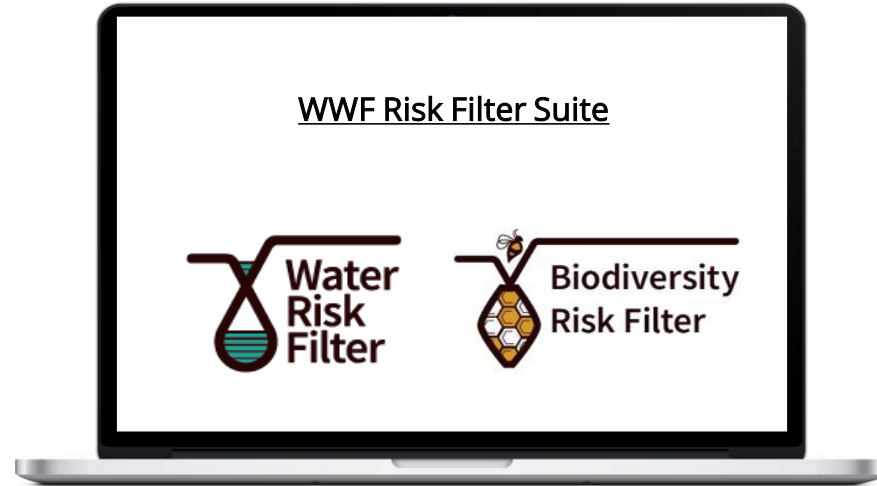 WWF Risk Filter Suite
Water
Risk
Filter
Biodiversity
Risk Filter